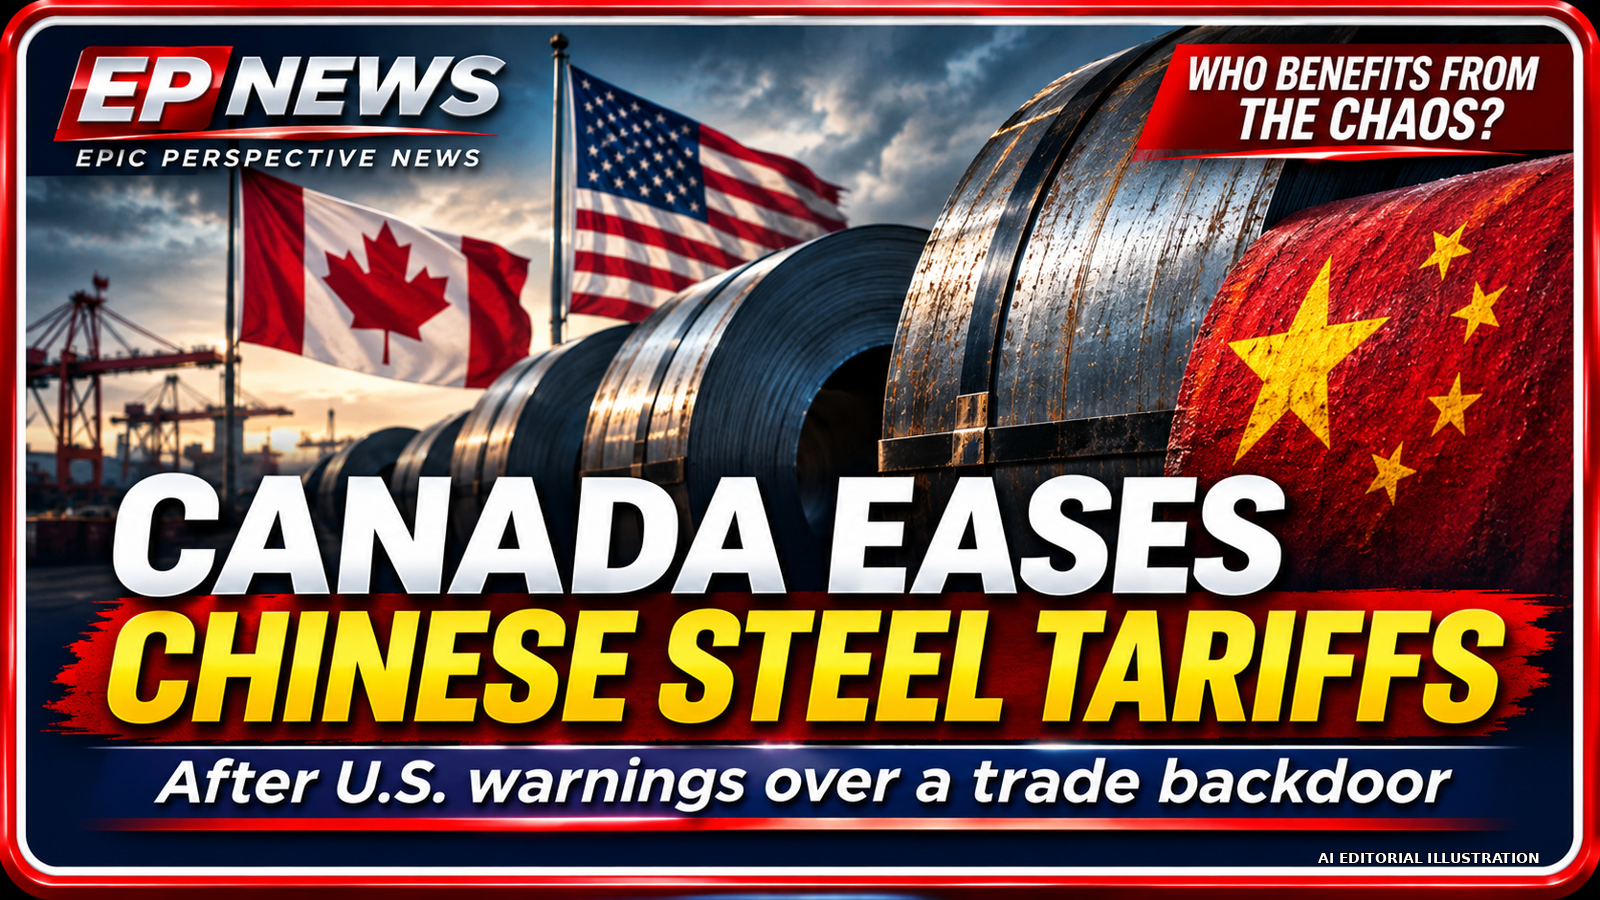 EP NEWS
EPIC PERSPECTIVE NEWS
WHO BENEFITS FROM
THE CHAOS?
CANADA EASES
CHINESE STEEL TARIFFS
After U.S. warnings over a trade backdoor
AI EDITORIAL ILLUSTRATION